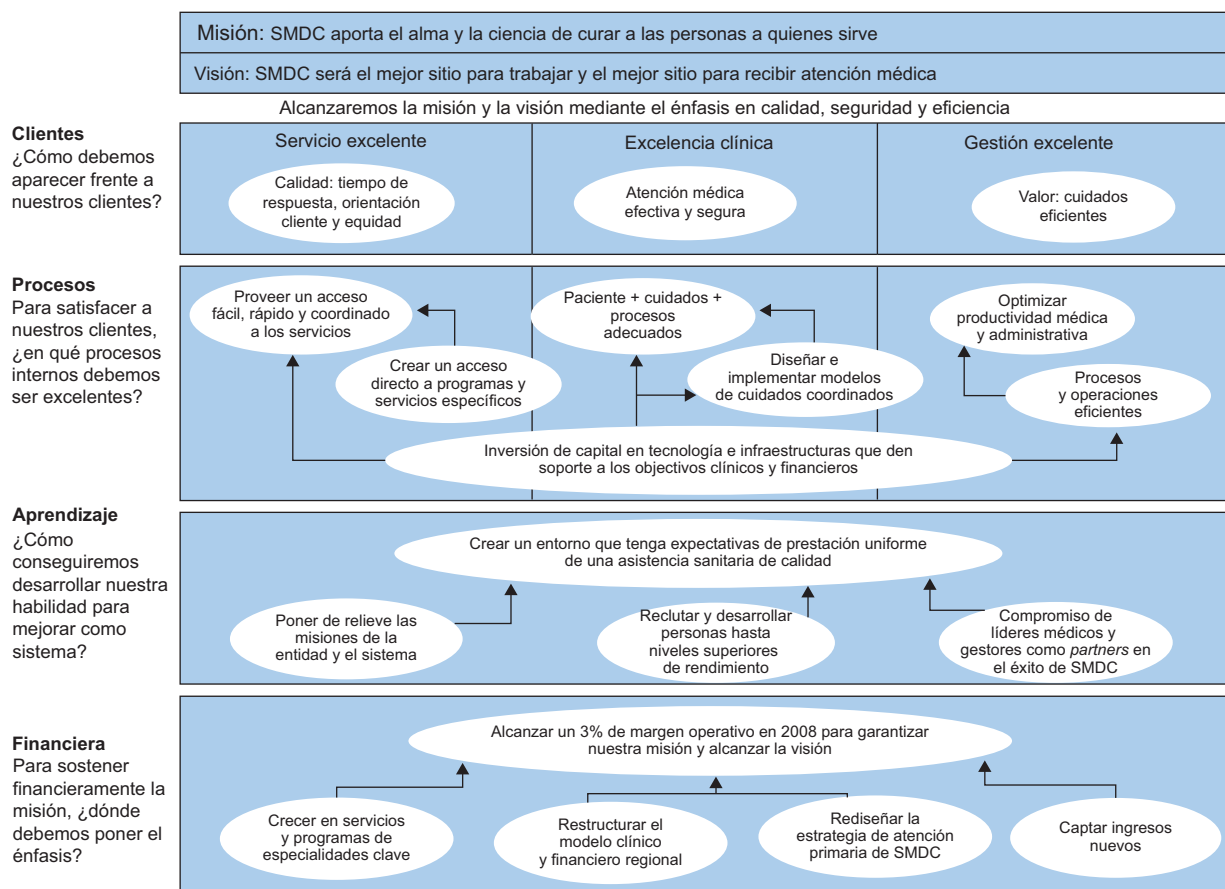 Misión: SMDC aporta el alma y la ciencia de curar a las personas a quienes sirve
Visión: SMDC será el mejor sitio para trabajar y el mejor sitio para recibir atención médica
Alcanzaremos la misión y la visión mediante el énfasis en calidad, seguridad y eficiencia
Clientes
¿Cómo debemos
aparecer frente a
nuestros clientes?
Servicio excelente
Calidad: tiempo de
respuesta, orientación
cliente y equidad
Excelencia clínica
Atención médica
efectiva y segura
Gestión excelente
Valor: cuidados
eficientes
Procesos
Para satisfacer a
nuestros clientes,
¿en qué procesos
internos debemos
ser excelentes?
Proveer un acceso
fácil, rápido y coordinado
a los servicios
Crear un acceso
directo a programas y
servicios específicos
Paciente + cuidados +
procesos
adecuados
Diseñar e
implementar modelos
de cuidados coordinados
Optimizar
productividad médica
y administrativa
Procesos
y operaciones
eficientes
Inversión de capital en tecnología e infraestructuras que den
soporte a los objetivos clínicos y financieros
Aprendizaje
¿Cómo
conseguiremos
desarrollar nuestra
habilidad para
mejorar como
sistema?
Crear un entorno que tenga expectativas de prestación uniforme
de una asistencia sanitaria de calidad
Poner de relieve las
misiones de la
entidad y el sistema
Reclutar y desarrollar
personas hasta
niveles superiores
de rendimiento
Compromiso de
líderes médicos y
gestores como partners en
el éxito de SMDC
Financiera
Para sostener
financieramente la
misión, ¿dónde
debemos poner el
énfasis?
Alcanzar un 3% de margen operativo en 2008 para garantizar
nuestra misión y alcanzar la visión
Crecer en servicios
y programas de
especialidades clave
Restructurar el
modelo clínico
y financiero regional
Rediseñar la
estrategia de atención
primaria de SMDC
Captar ingresos
nuevos